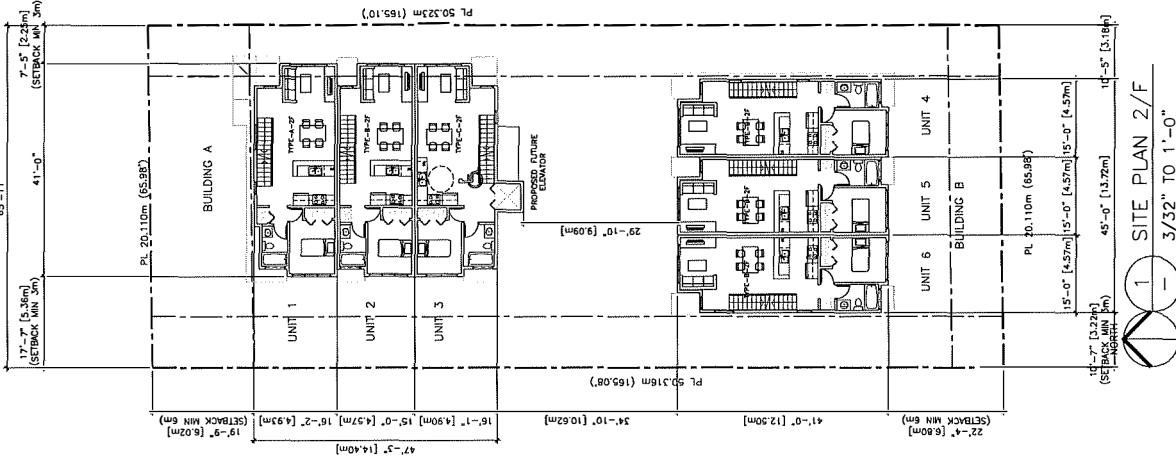 PL 50.323m (165.10')
7'-5" [2.25m]
(SETBACK MIN 3m)
41'-0"
17'-7" [5.36m]
(SETBACK MIN 3m)
PL 20.110m (65.98')
BUILDING A
UNIT 1
UNIT 2
UNIT 3
TYPE-A-2F
TYPE-B-2F
TYPE-C-2F
PROPOSED FUTURE
ELEVATOR
29'-10" [9.09m]
UNIT 4
UNIT 5
UNIT 6
BUILDING B
PL 20.110m (65.98')
15'-0" [4.57m]
15'-0" [4.57m]
15'-0" [4.57m]
45'-0" [13.72m]
10'-5" [3.18m]
10'-7" [3.22m]
(SETBACK MIN 3m)
PL 50.316m (165.08')
19'-9" [6.02m]
(SETBACK MIN 6m)
16'-2" [4.93m]
15'-0" [4.57m]
16'-1" [4.90m]
47'-3" [14.40m]
34'-10" [10.62m]
41'-0" [12.50m]
22'-4" [6.80m]
(SETBACK MIN 6m)
NORTH
1
SITE PLAN 2/F
3/32" TO 1'-0"